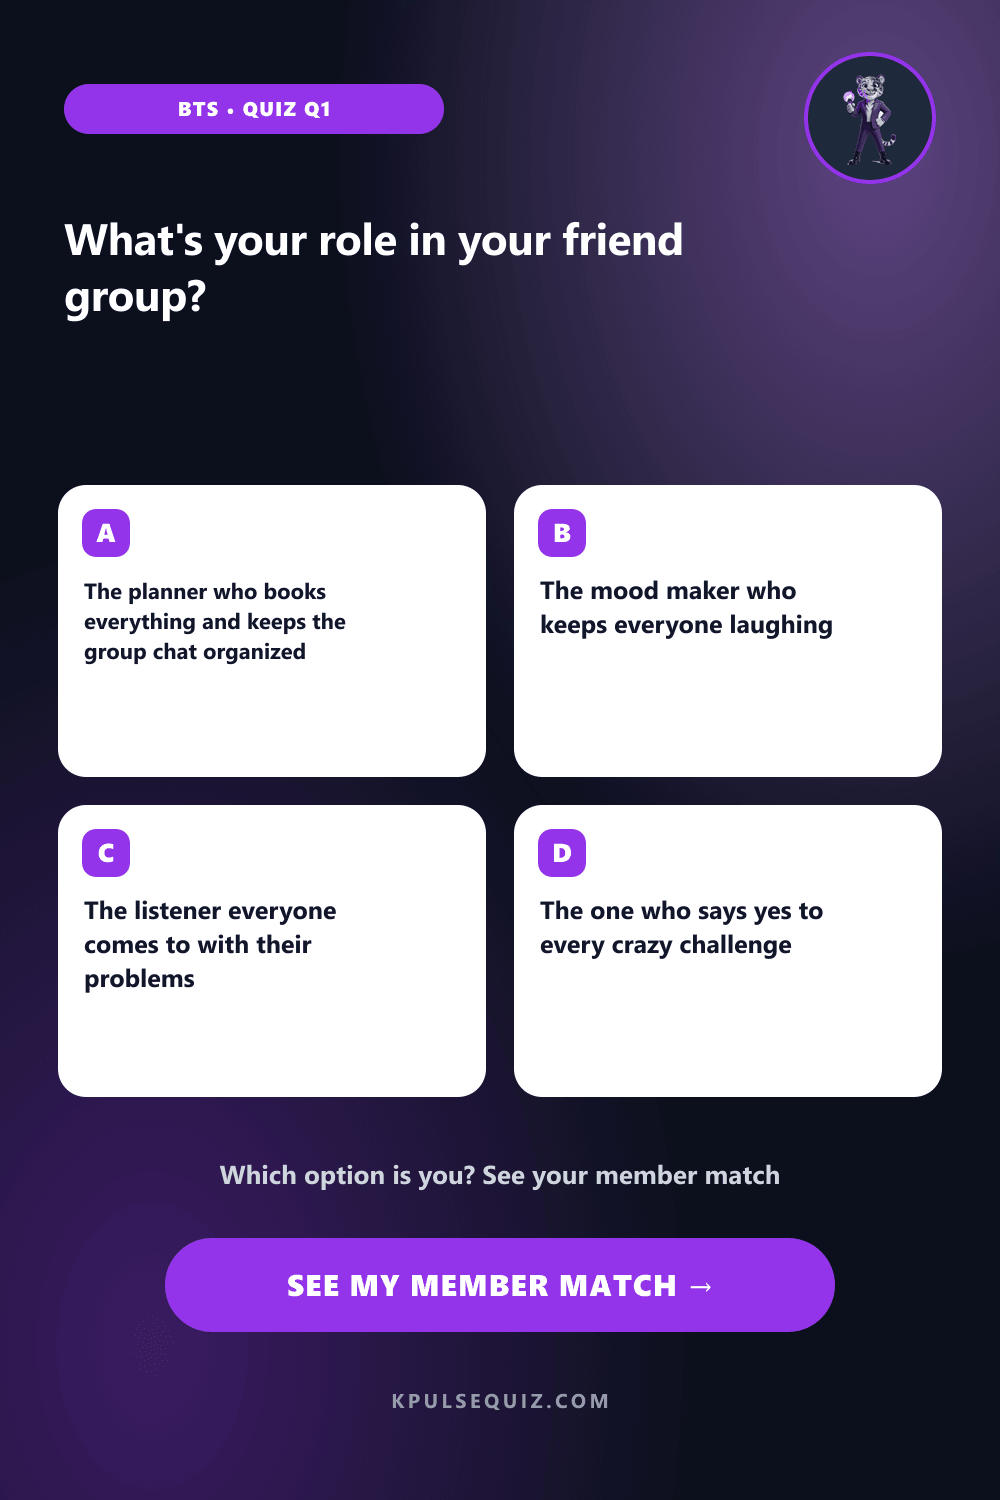 BTS • QUIZ Q1
What's your role in your friend
group?
A
The planner who books
everything and keeps the
group chat organized
B
The mood maker who
keeps everyone laughing
C
The listener everyone
comes to with their
problems
D
The one who says yes to
every crazy challenge
Which option is you? See your member match
SEE MY MEMBER MATCH →
KPULSEQUIZ.COM